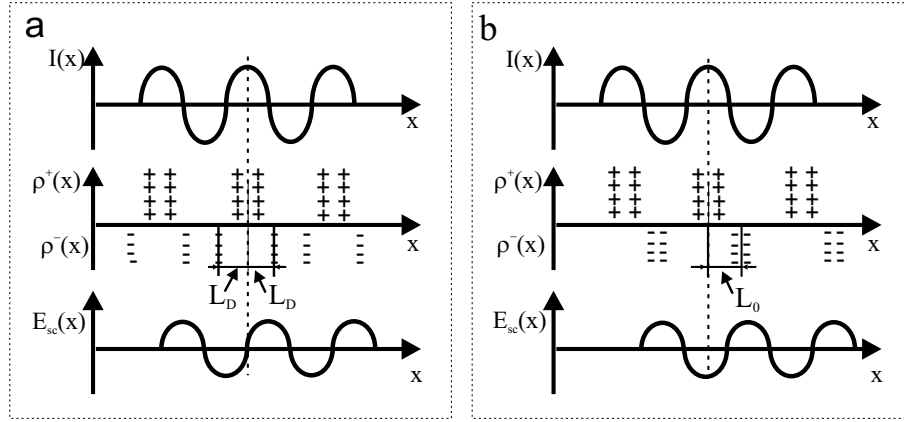 a
I(x)
x
ρ⁺(x)
ρ⁻(x)
L_D L_D
E_sc(x)
x
b
I(x)
x
ρ⁺(x)
ρ⁻(x)
L_0
E_sc(x)
x